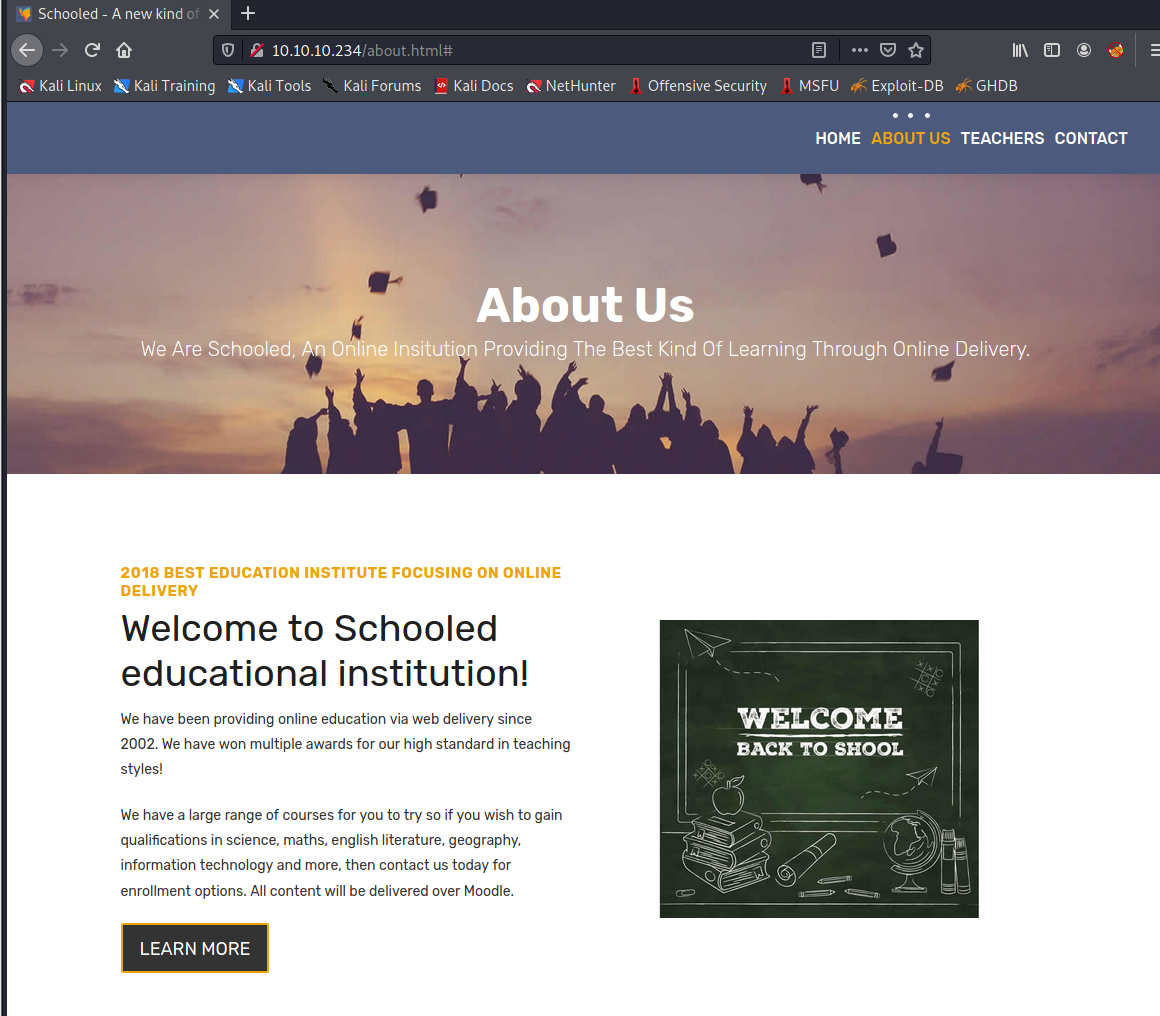 Schooled - A new kind of
10.10.10.234/about.html#
Kali Linux Kali Training Kali Tools Kali Forums Kali Docs NetHunter Offensive Security MSFU Exploit-DB GHDB
HOME ABOUT US TEACHERS CONTACT
About Us
We Are Schooled, An Online Insitution Providing The Best Kind Of Learning Through Online Delivery.
2018 BEST EDUCATION INSTITUTE FOCUSING ON ONLINE
DELIVERY
Welcome to Schooled
educational institution!
We have been providing online education via web delivery since
2002. We have won multiple awards for our high standard in teaching
styles!
We have a large range of courses for you to try so if you wish to gain
qualifications in science, maths, english literature, geography,
information technology and more, then contact us today for
enrollment options. All content will be delivered over Moodle.
LEARN MORE
WELCOME
BACK TO SHOOL